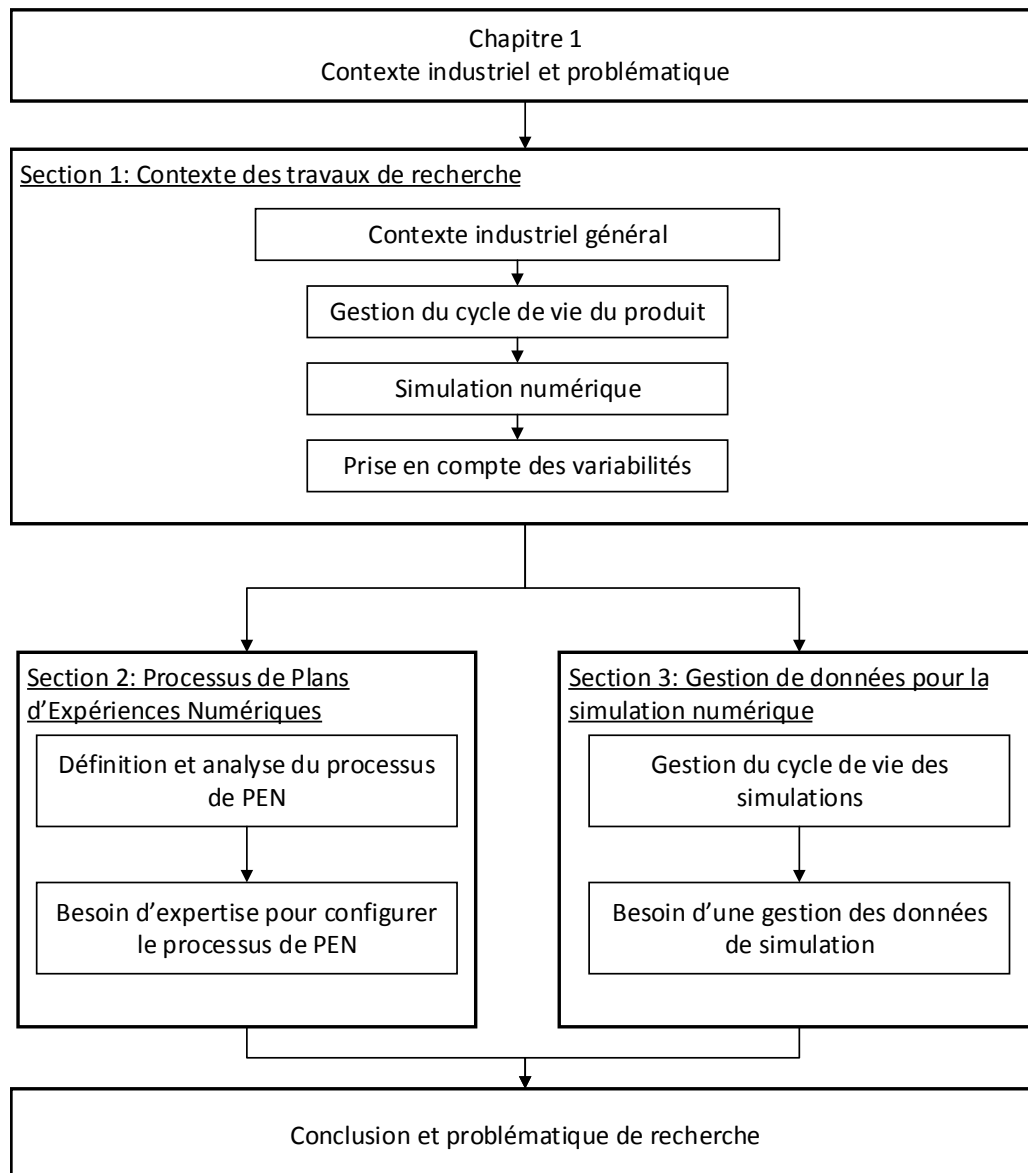 Chapitre 1
Contexte industriel et problématique
Section 1: Contexte des travaux de recherche
Contexte industriel général
Gestion du cycle de vie du produit
Simulation numérique
Prise en compte des variabilités
Section 2: Processus de Plans
d’Expériences Numériques
Définition et analyse du processus
de PEN
Besoin d’expertise pour configurer
le processus de PEN
Section 3: Gestion de données pour la
simulation numérique
Gestion du cycle de vie des
simulations
Besoin d’une gestion des données
de simulation
Conclusion et problématique de recherche